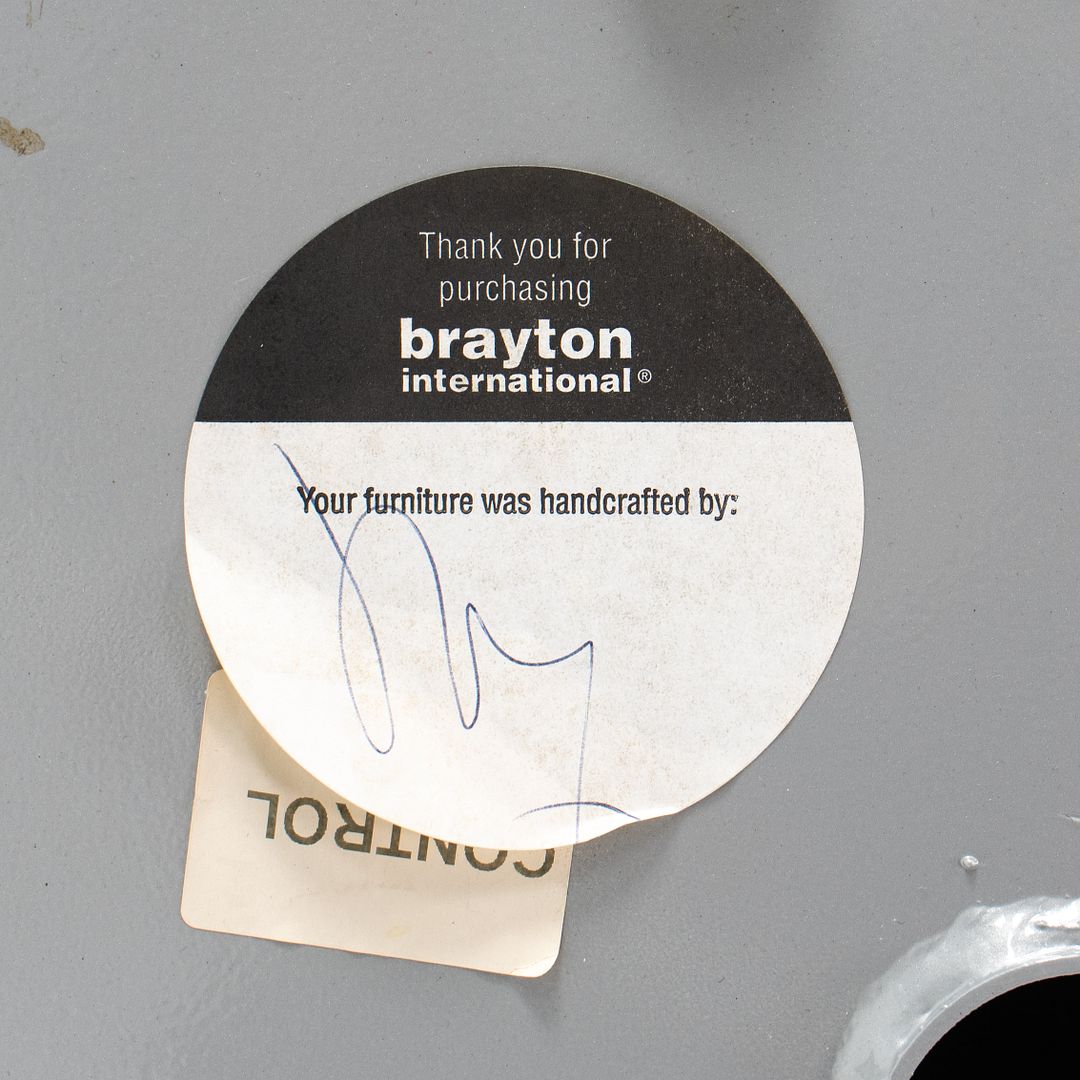 Thank you for
purchasing
brayton
international®
Your furniture was handcrafted by:
CONTROL